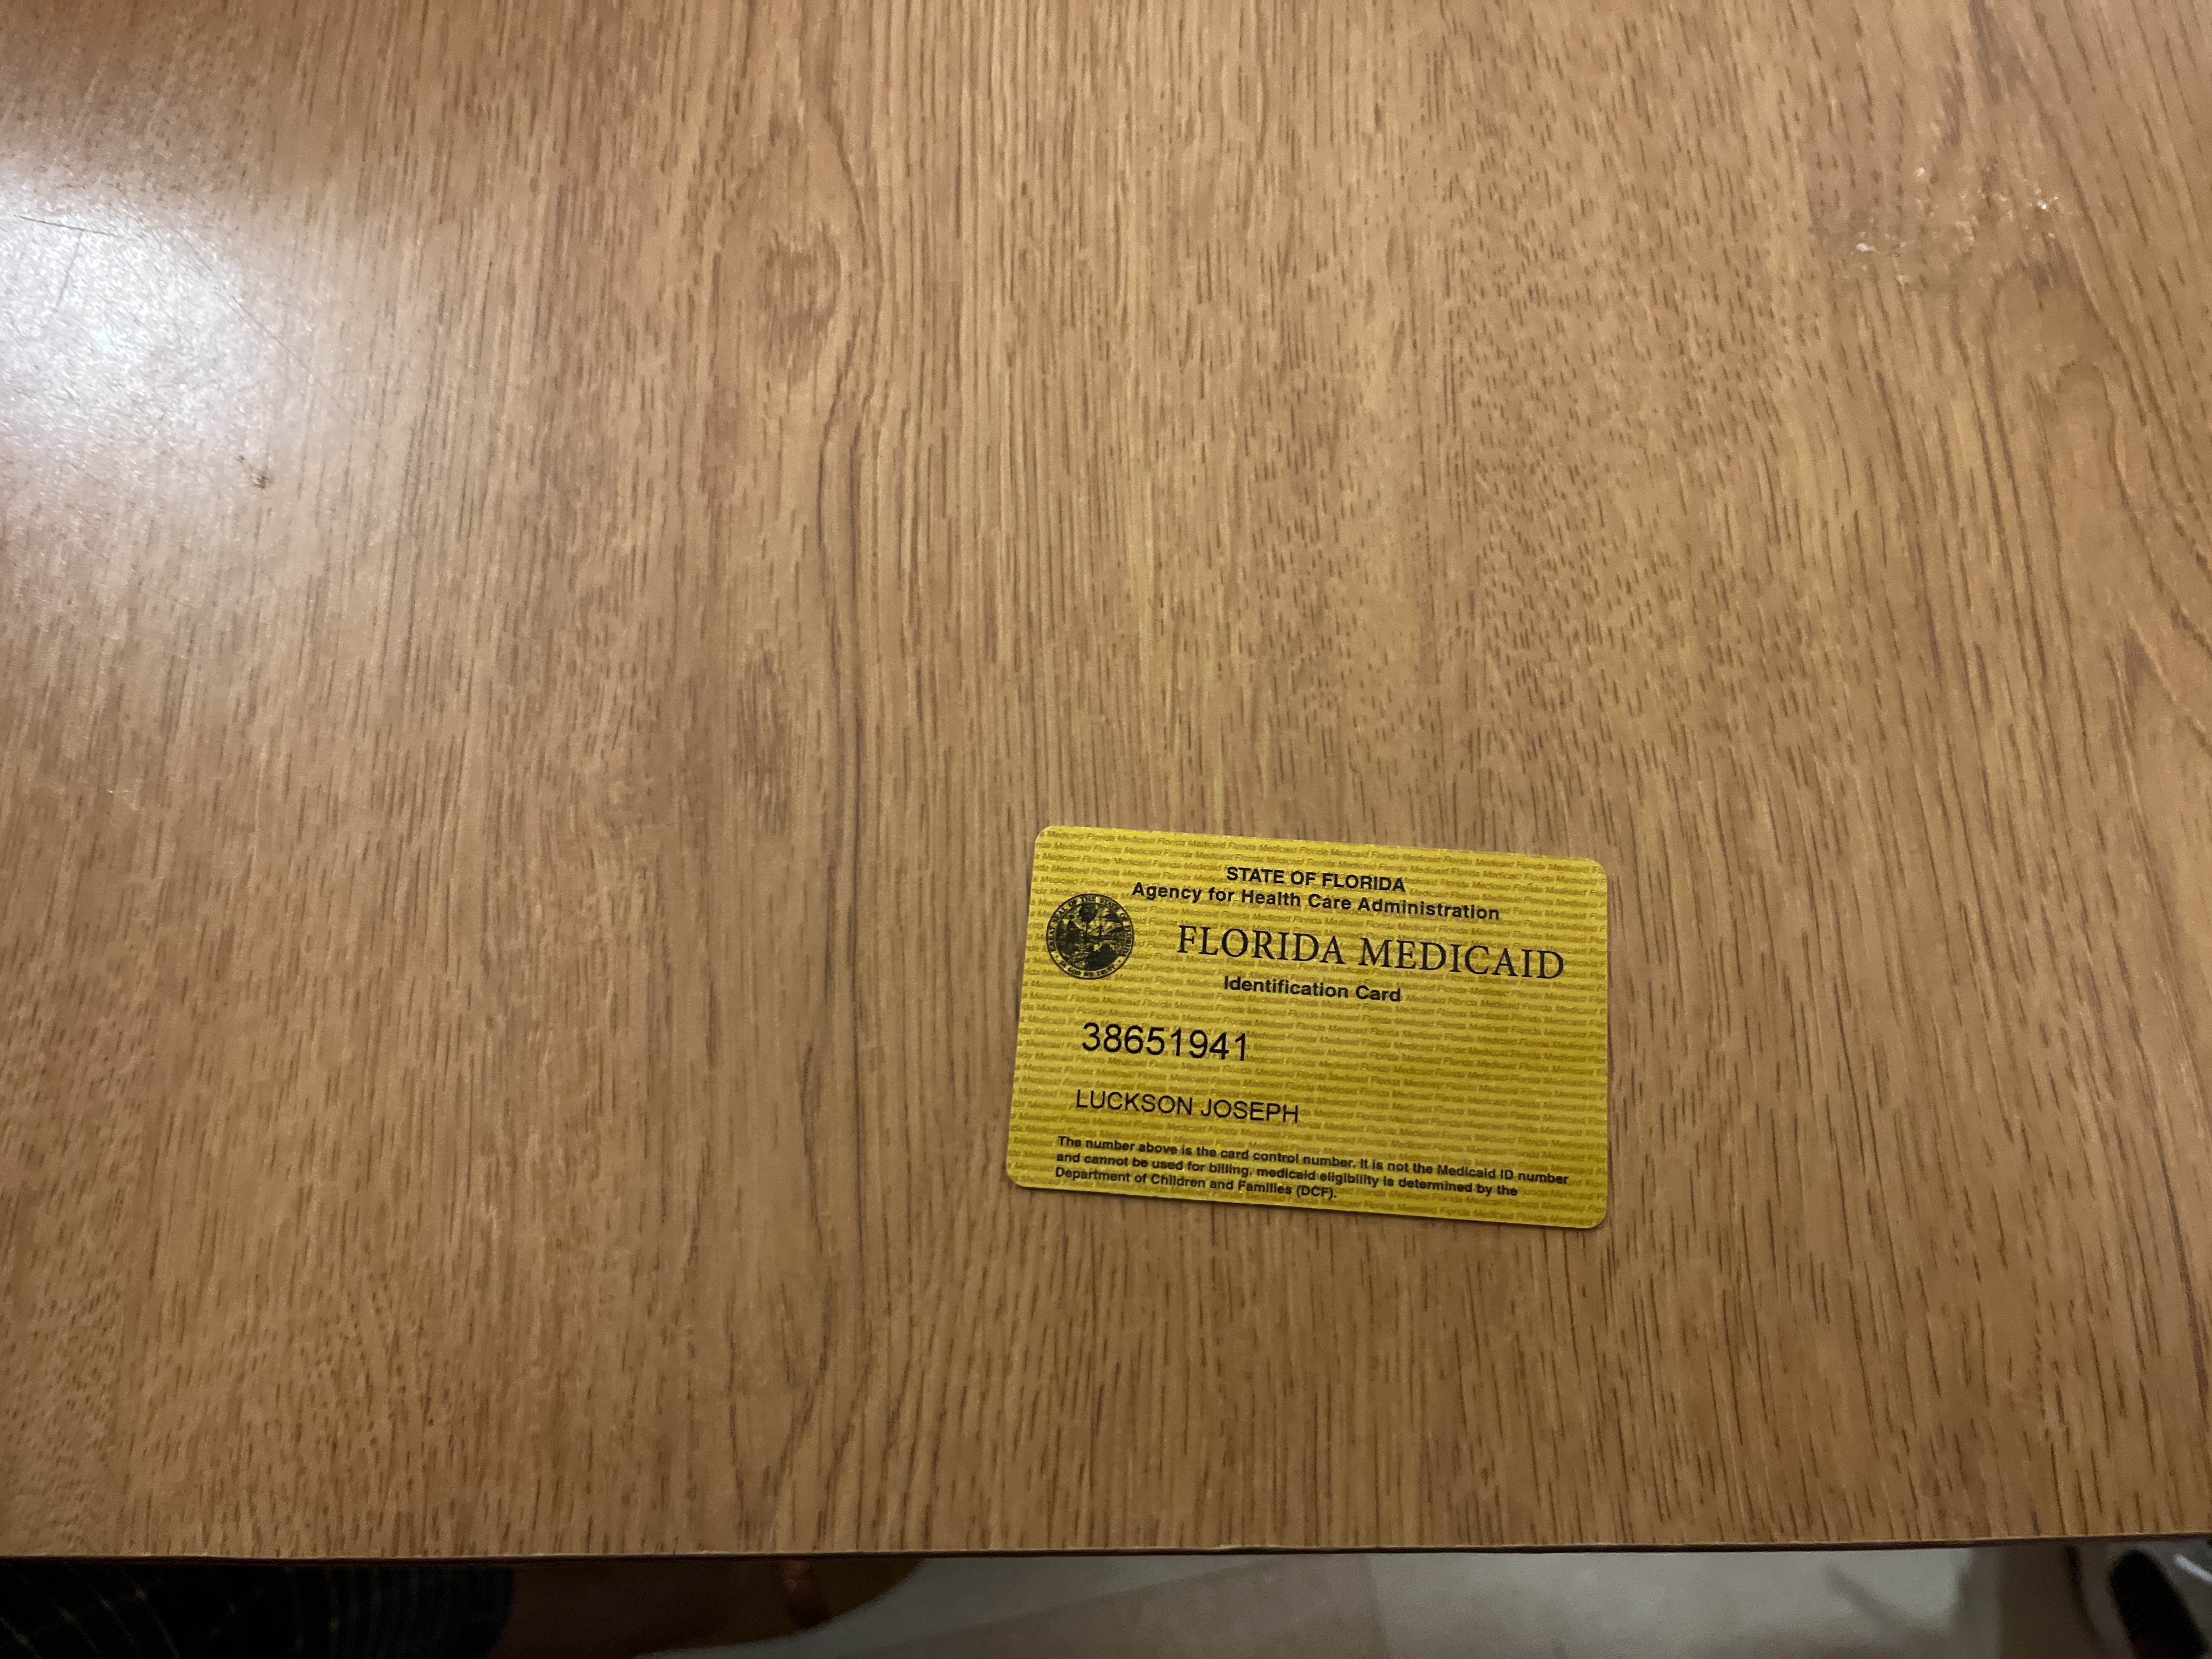 STATE OF FLORIDA
Agency for Health Care Administration
FLORIDA MEDICAID
Identification Card
38651941
LUCKSON JOSEPH
The number above is the card control number. It is not the Medicaid ID number
and cannot be used for billing, medicaid eligibility is determined by the
Department of Children and Families (DCF).